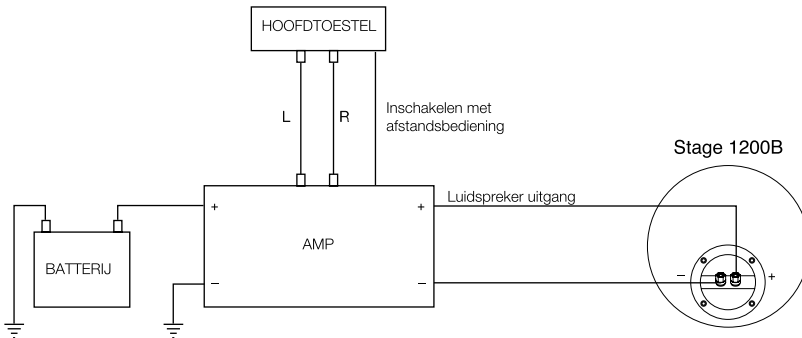 HOOFDTOESTEL
L
R
Inschakelen met
afstandsbediening
Stage 1200B
Luidspreker uitgang
+
+
AMP
BATTERIJ
−
−
−
+